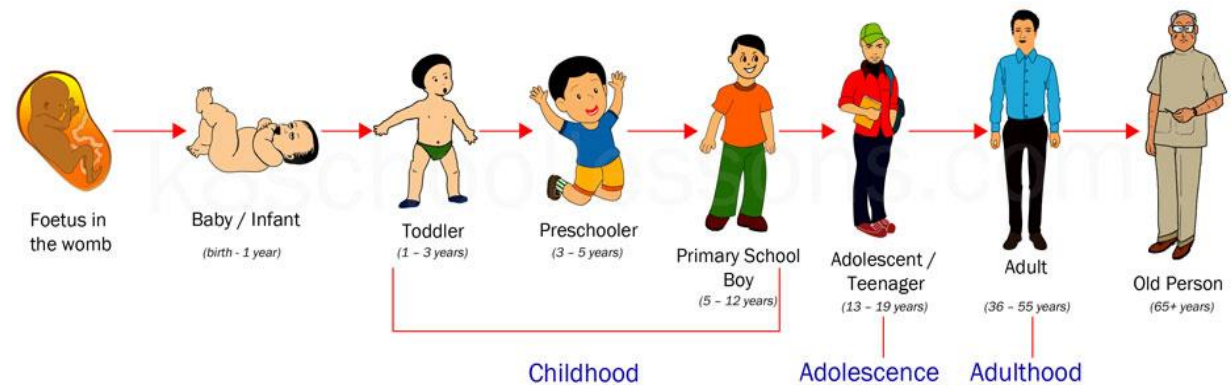 Foetus in
the womb
Baby / Infant
(birth - 1 year)
Toddler
(1 – 3 years)
Preschooler
(3 – 5 years)
Primary School
Boy
(5 – 12 years)
Adolescent /
Teenager
(13 – 19 years)
Adult
(36 – 55 years)
Old Person
(65+ years)
Childhood
Adolescence
Adulthood
k8schoollessons.com